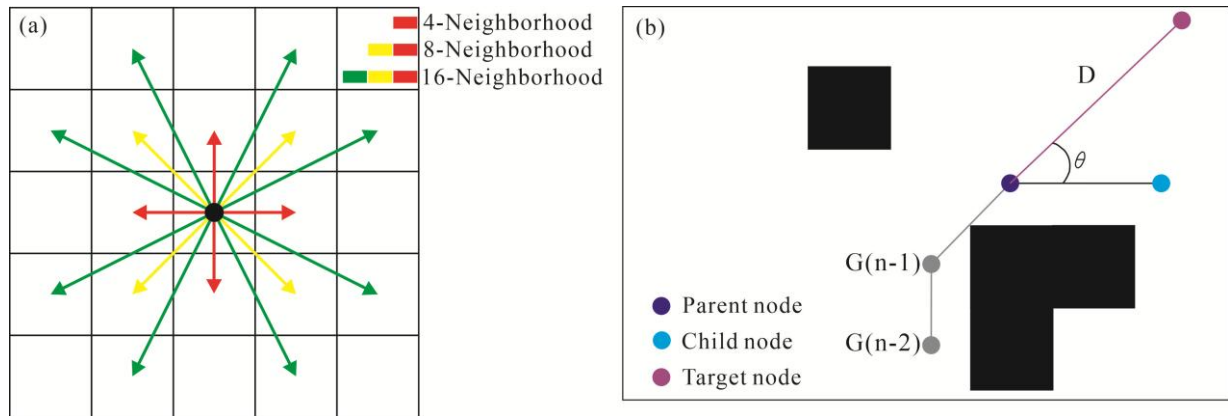 (a)
4-Neighborhood
8-Neighborhood
16-Neighborhood
(b)
D
θ
G(n-1)
G(n-2)
Parent node
Child node
Target node